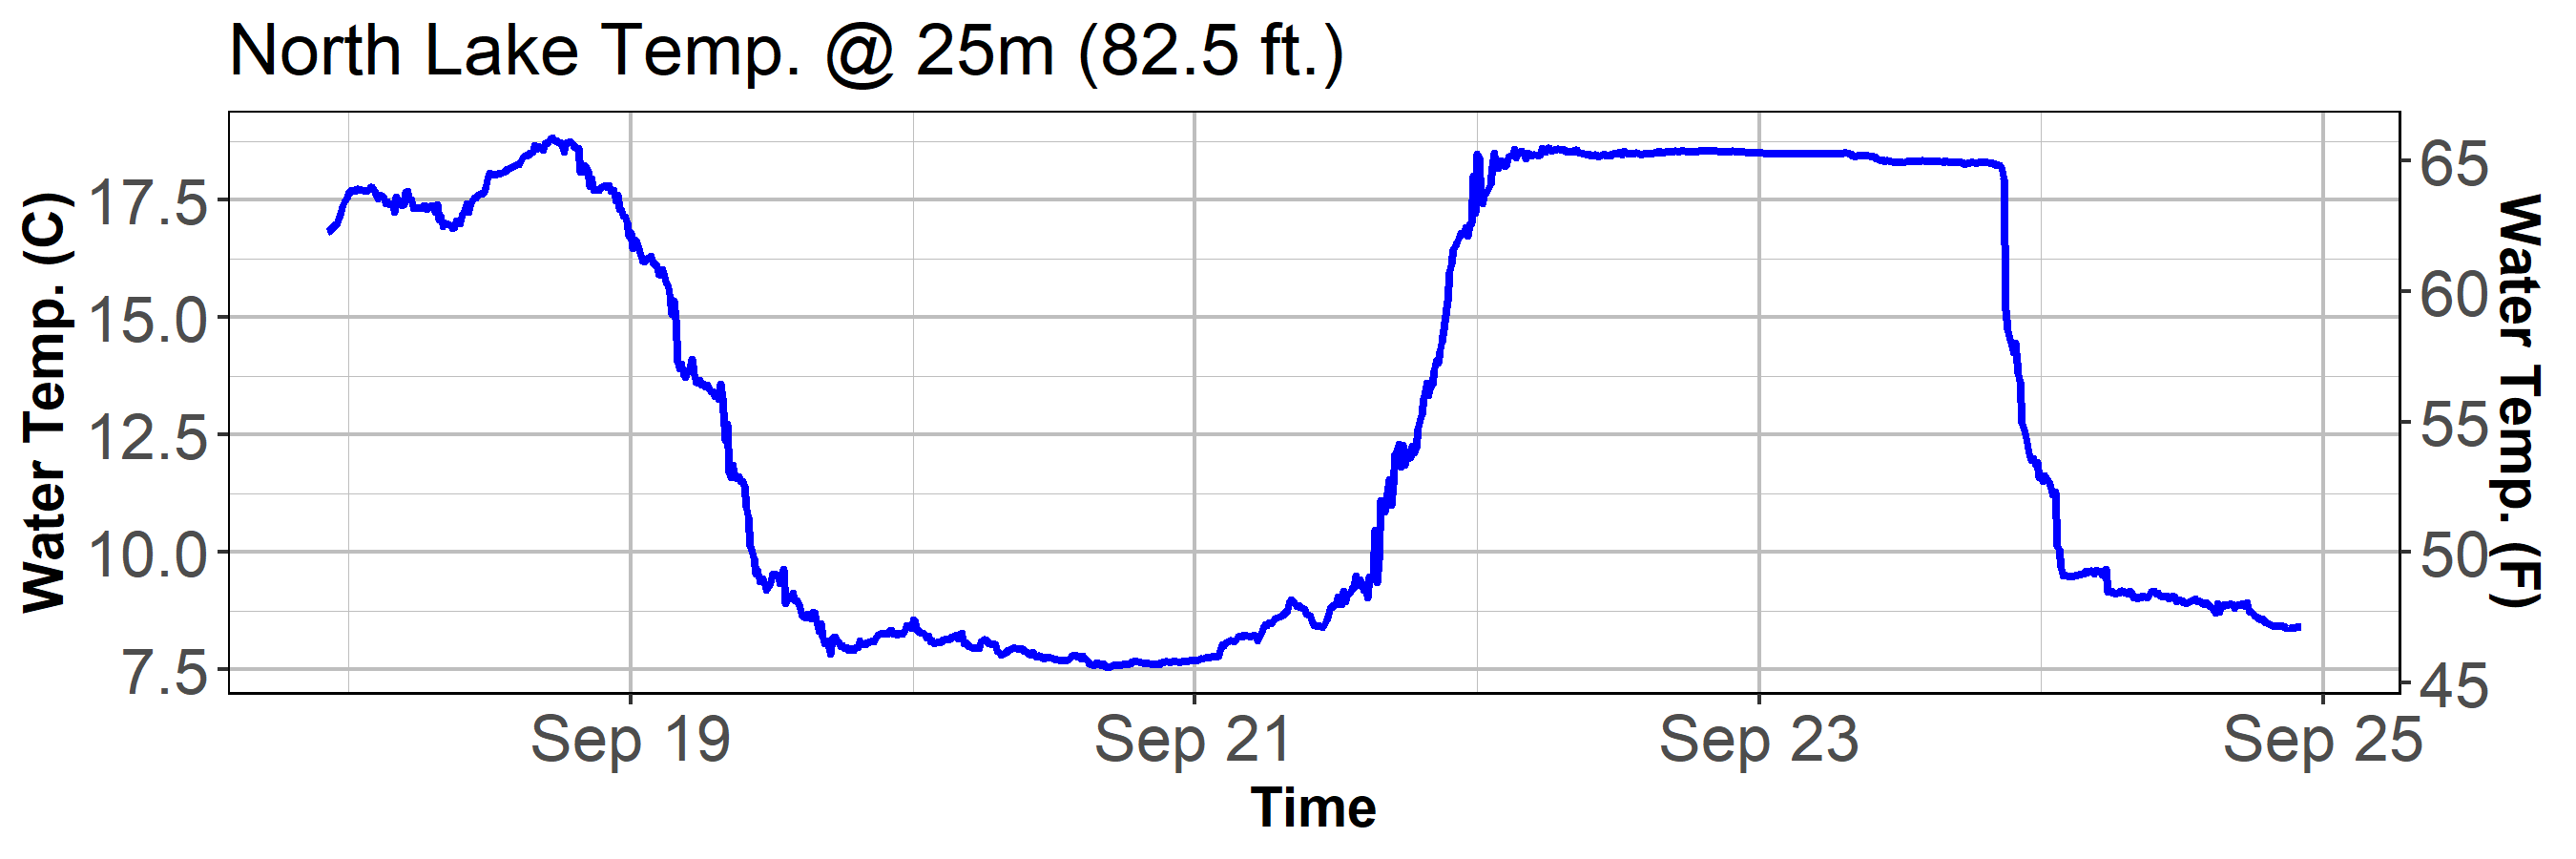 North Lake Temp. @ 25m (82.5 ft.)
Water Temp. (C)
17.5
15.0
12.5
10.0
7.5
65
60
55
50
45
Water Temp. (F)
Sep 19 Sep 21 Sep 23 Sep 25
Time